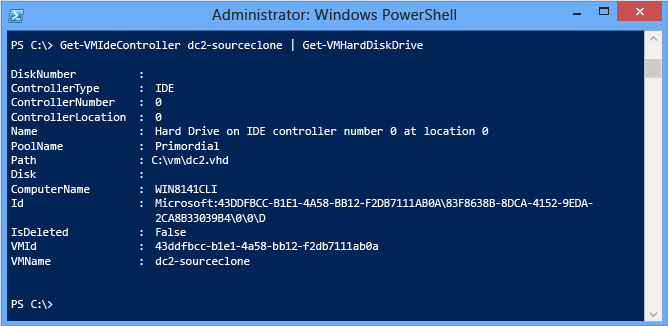 Administrator: Windows PowerShell
PS C:\> Get-VMIdeController dc2-sourceclone | Get-VMHardDiskDrive
DiskNumber :
ControllerType : IDE
ControllerNumber : 0
ControllerLocation : 0
Name : Hard Drive on IDE controller number 0 at location 0
PoolName : Primordial
Path : C:\vm\dc2.vhd
Disk :
ComputerName : WIN8141CLI
Id : Microsoft:43DDFBCC-B1E1-4A58-BB12-F2DB7111AB0A\83F8638B-8DCA-4152-9EDA-
2CA8B33039B4\0\0\D
IsDeleted : False
VMId : 43ddfbcc-b1e1-4a58-bb12-f2db7111ab0a
VMName : dc2-sourceclone
PS C:\>